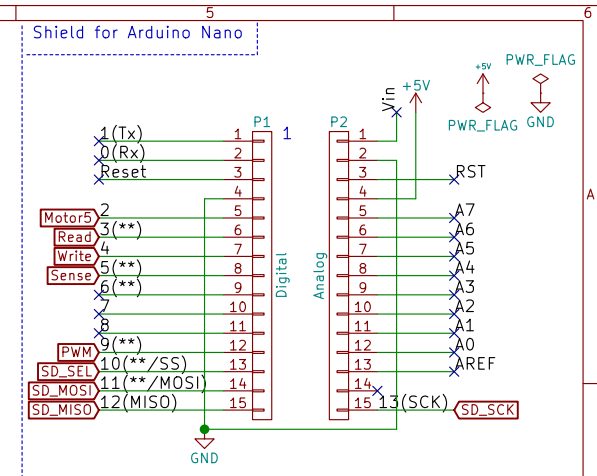 5
6
Shield for Arduino Nano
PWR_FLAG
+5V
+5V
Vin
PWR_FLAG
GND
P1
1
P2
1(Tx)
1
1
0(Rx)
2
2
Reset
3
3
RST
4
4
Motor5
2
5
5
A7
Read
3(**)
6
6
A6
Write
4
7
7
A5
Sense
5(**)
8
8
A4
Digital
Analog
6(**)
9
9
A3
7
10
10
A2
8
11
11
A1
PWM
9(**)
12
12
A0
SD_SEL
10(**/SS)
13
13
AREF
SD_MOSI
11(**/MOSI)
14
14
SD_MISO
12(MISO)
15
15
13(SCK)
SD_SCK
GND
A